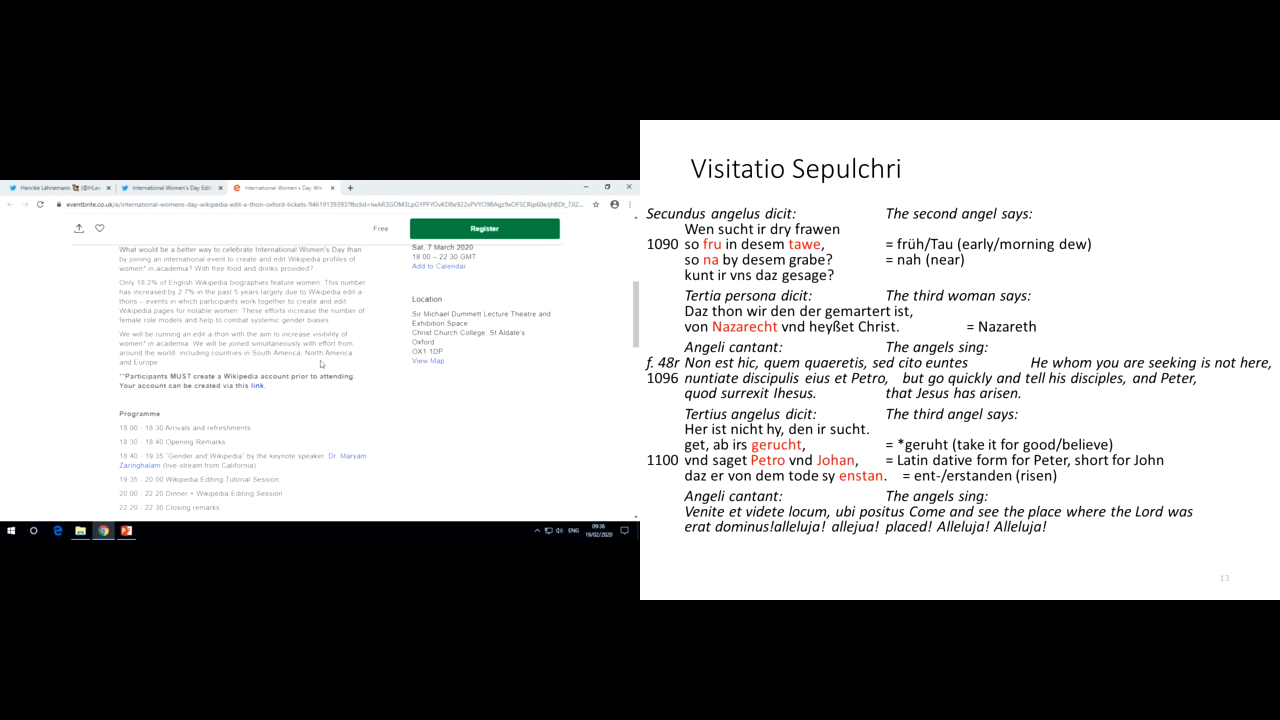 Henrike Lähnemann
International Women's Day Edit
International Women's Day Wik
Free
Register
What would be a better way to celebrate International Women's Day than
by joining an international event to create and edit Wikipedia profiles of
women* in academia? With free food and drinks provided?
Only 18.2% of English Wikipedia biographies feature women. This number
has increased by 2.7% in the past 5 years largely due to Wikipedia edit-a-
thons – events in which participants work together to create and edit
Wikipedia pages for notable women. These efforts increase the number of
female role models and help to combat systemic gender biases.
We will be running an edit-a-thon with the aim to increase visibility of
women* in academia. We will be joined simultaneously with effort from
around the world, including countries in South America, North America,
and Europe.
**Participants MUST create a Wikipedia account prior to attending.
Your account can be created via this link.
Programme
18.00 - 18.30 Arrivals and refreshments
18.30 - 18.40 Opening Remarks
18.40 - 19.35 "Gender and Wikipedia" by the keynote speaker, Dr. Maryam
Zaringhalam (live-stream from California)
19.35 - 20.00 Wikipedia Editing Tutorial Session
20.00 - 22.20 Dinner + Wikipedia Editing Session
22.20 - 22.30 Closing remarks
Sat, 7 March 2020
18:00 – 22:30 GMT
Add to Calendar
Location
Sir Michael Dummett Lecture Theatre and
Exhibition Space
Christ Church College, St Aldate's
Oxford
OX1 1DP
View Map
ENG
09:36
19/02/2020
Visitatio Sepulchri
Secundus angelus dicit: The second angel says:
Wen sucht ir dry frawen
1090 so fru in desem tawe, = früh/Tau (early/morning dew)
so na by desem grabe? = nah (near)
kunt ir vns daz gesage?
Tertia persona dicit: The third woman says:
Daz thon wir den der gemartert ist,
von Nazarecht vnd heyßet Christ. = Nazareth
Angeli cantant: The angels sing:
f. 48r Non est hic, quem quaeretis, sed cito euntes He whom you are seeking is not here,
1096 nuntiate discipulis eius et Petro, but go quickly and tell his disciples, and Peter,
quod surrexit Ihesus. that Jesus has arisen.
Tertius angelus dicit: The third angel says:
Her ist nicht hy, den ir sucht.
get, ab irs gerucht, = *geruht (take it for good/believe)
1100 vnd saget Petro vnd Johan, = Latin dative form for Peter, short for John
daz er von dem tode sy enstan. = ent-/erstanden (risen)
Angeli cantant: The angels sing:
Venite et videte locum, ubi positus Come and see the place where the Lord was
erat dominus!alleluja! allejua! placed! Alleluja! Alleluja!
13